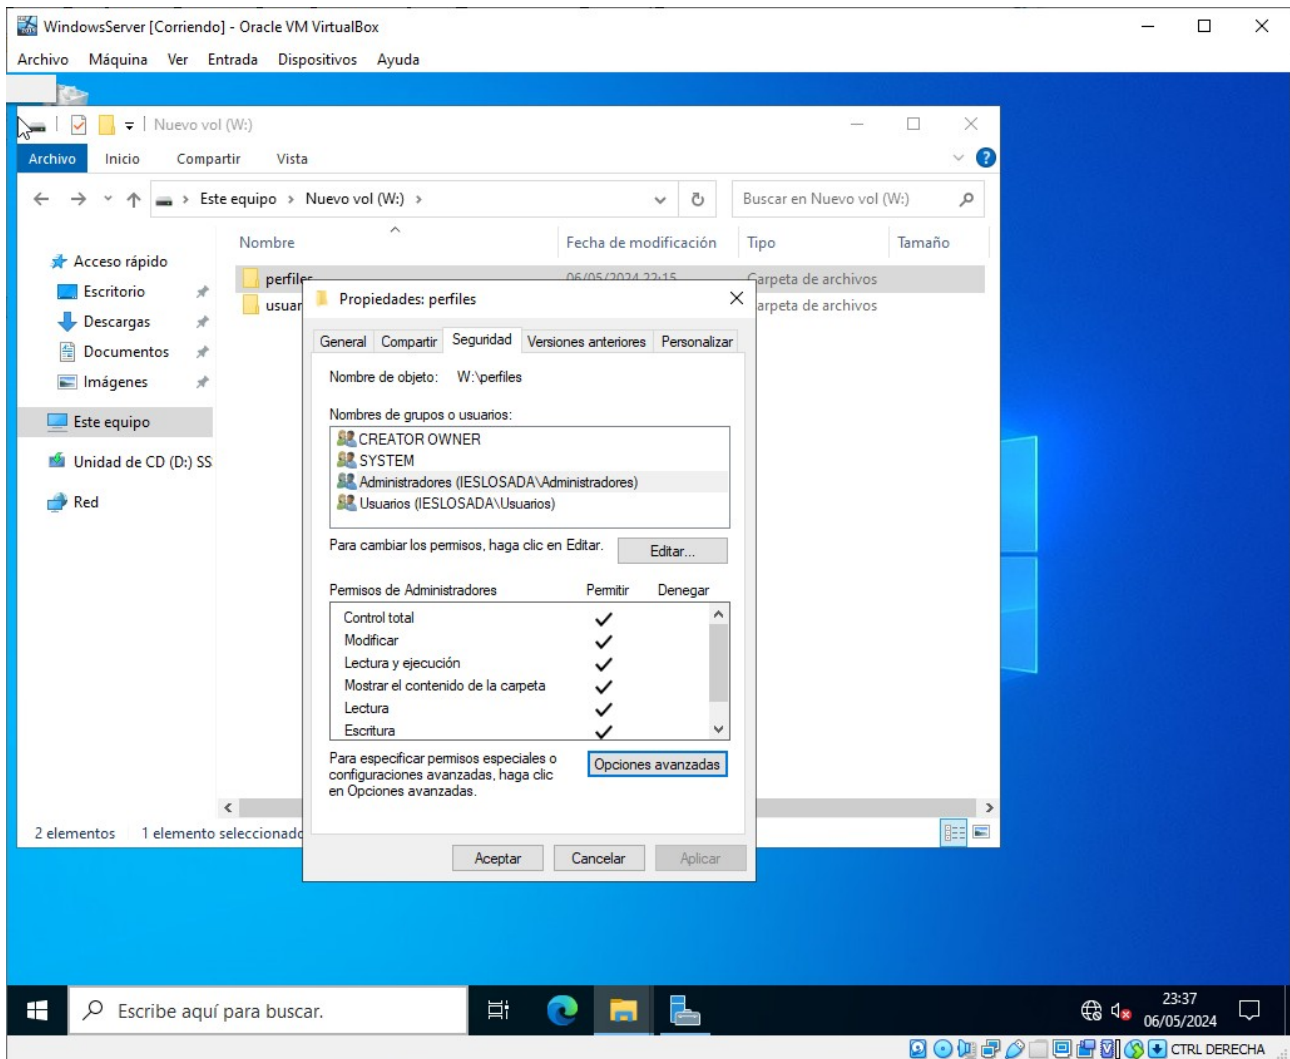 WindowsServer [Corriendo] - Oracle VM VirtualBox
Archivo Máquina Ver Entrada Dispositivos Ayuda
Nuevo vol (W:)
Archivo Inicio Compartir Vista
Este equipo > Nuevo vol (W:) >
Buscar en Nuevo vol (W:)
Nombre Fecha de modificación Tipo Tamaño
Acceso rápido
Escritorio
Descargas
Documentos
Imágenes
Este equipo
Unidad de CD (D:) SS
Red
perfiles 06/05/2024 22:15 Carpeta de archivos
usuar arpeta de archivos
Propiedades: perfiles
General Compartir Seguridad Versiones anteriores Personalizar
Nombre de objeto: W:\perfiles
Nombres de grupos o usuarios:
CREATOR OWNER
SYSTEM
Administradores (IESLOSADA\Administradores)
Usuarios (IESLOSADA\Usuarios)
Para cambiar los permisos, haga clic en Editar.
Editar...
Permisos de Administradores Permitir Denegar
Control total
Modificar
Lectura y ejecución
Mostrar el contenido de la carpeta
Lectura
Escritura
Para especificar permisos especiales o
configuraciones avanzadas, haga clic
en Opciones avanzadas.
Opciones avanzadas
Aceptar Cancelar Aplicar
2 elementos 1 elemento seleccionado
Escribe aquí para buscar.
23:37
06/05/2024
CTRL DERECHA